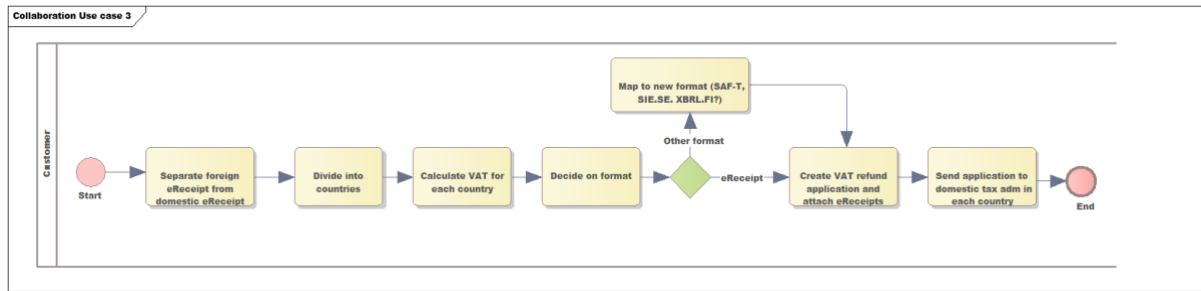 Collaboration Use case 3
Customer
Start
Separate foreign
eReceipt from
domestic eReceipt
Divide into
countries
Calculate VAT for
each country
Decide on format
Map to new format (SAF-T,
SIE.SE. XBRL.FI?)
Other format
eReceipt
Create VAT refund
application and
attach eReceipts
Send application to
domestic tax adm in
each country
End